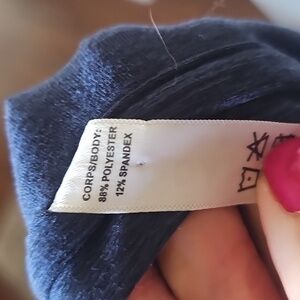 CORPS/BODY:
88% POLYESTER
12% SPANDEX